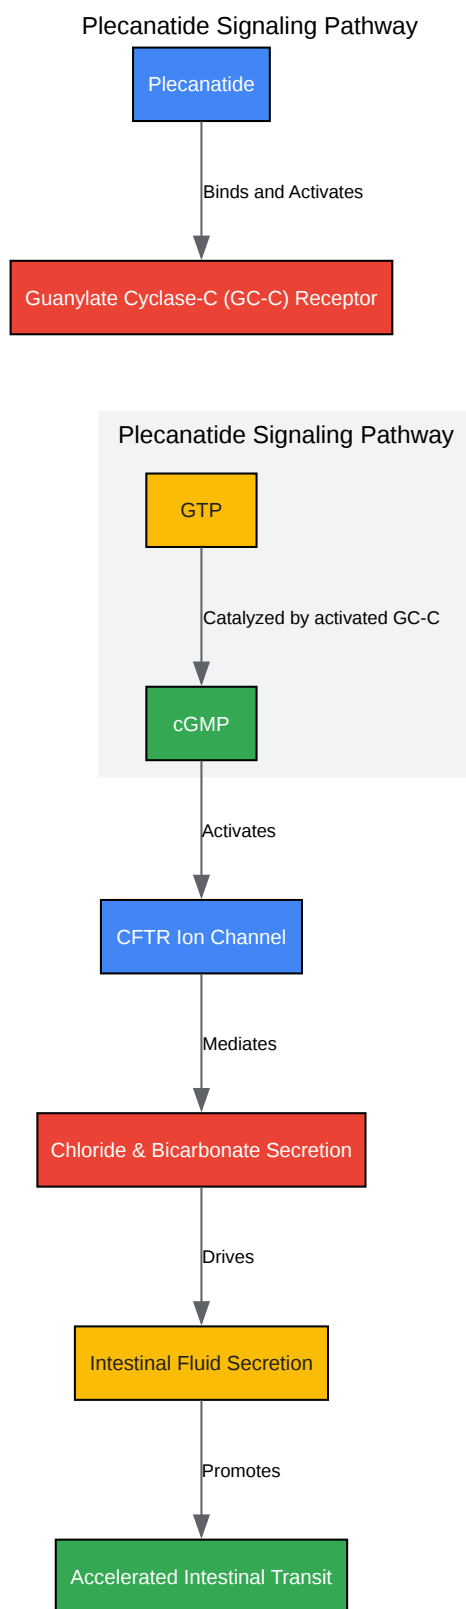 Plecanatide Signaling Pathway
Plecanatide
Binds and Activates
Guanylate Cyclase-C (GC-C) Receptor
Plecanatide Signaling Pathway
GTP
Catalyzed by activated GC-C
cGMP
Activates
CFTR Ion Channel
Mediates
Chloride & Bicarbonate Secretion
Drives
Intestinal Fluid Secretion
Promotes
Accelerated Intestinal Transit